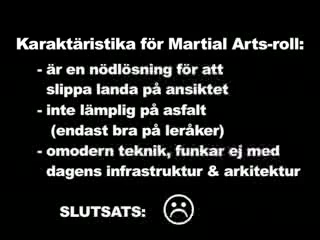 Karaktäristika för Martial Arts-roll:
- är en nödlösning för att
slippa landa på ansiktet
- inte lämplig på asfalt
(endast bra på leråker)
- omodern teknik, funkar ej med
dagens infrastruktur & arkitektur
SLUTSATS: